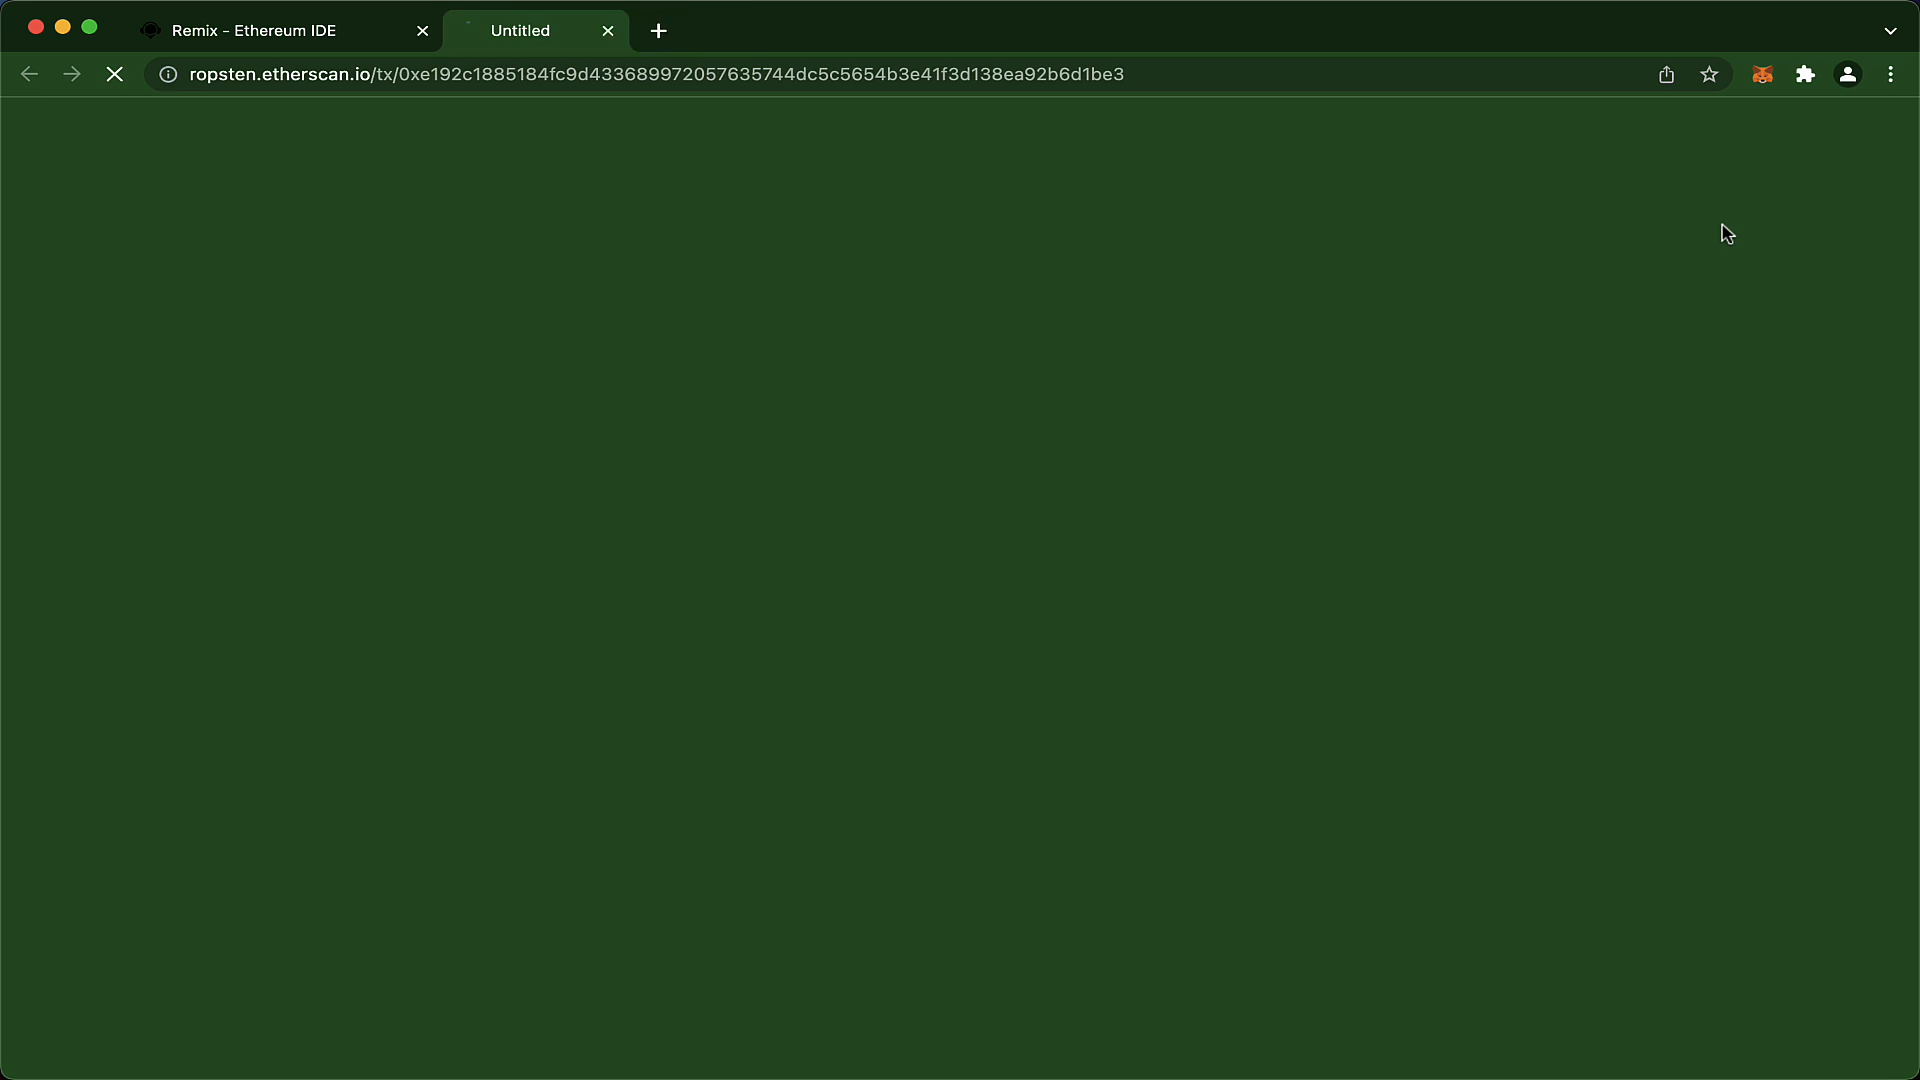 Remix - Ethereum IDE
Untitled
ropsten.etherscan.io/tx/0xe192c1885184fc9d433689972057635744dc5c5654b3e41f3d138ea92b6d1be3